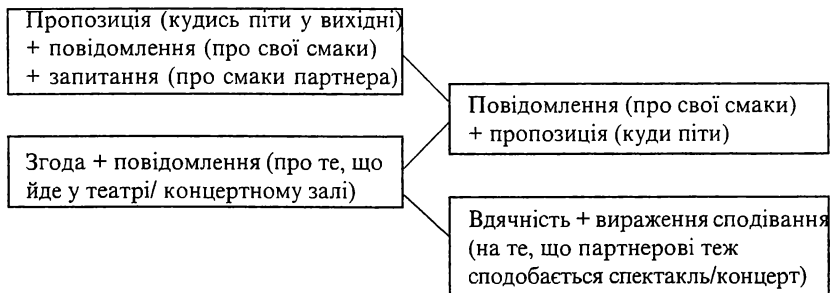 Пропозиція (кудись піти у вихідні)
+ повідомлення (про свої смаки)
+ запитання (про смаки партнера)
Повідомлення (про свої смаки)
+ пропозиція (куди піти)
Згода + повідомлення (про те, що
йде у театрі/ концертному залі)
Вдячність + вираження сподівання
(на те, що партнерові теж
сподобається спектакль/концерт)